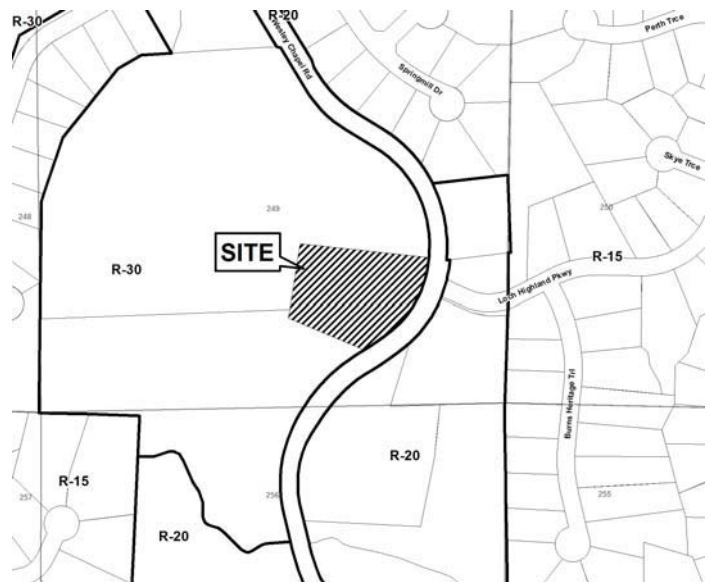 R-30
R-20
Wesley Chapel Rd
Springmill Dr
Perth Trce
Skye Trce
248
249
250
SITE
R-30
R-15
Loch Highland Pkwy
Burns Heritage Trl
R-15
R-20
257
256
255
R-20